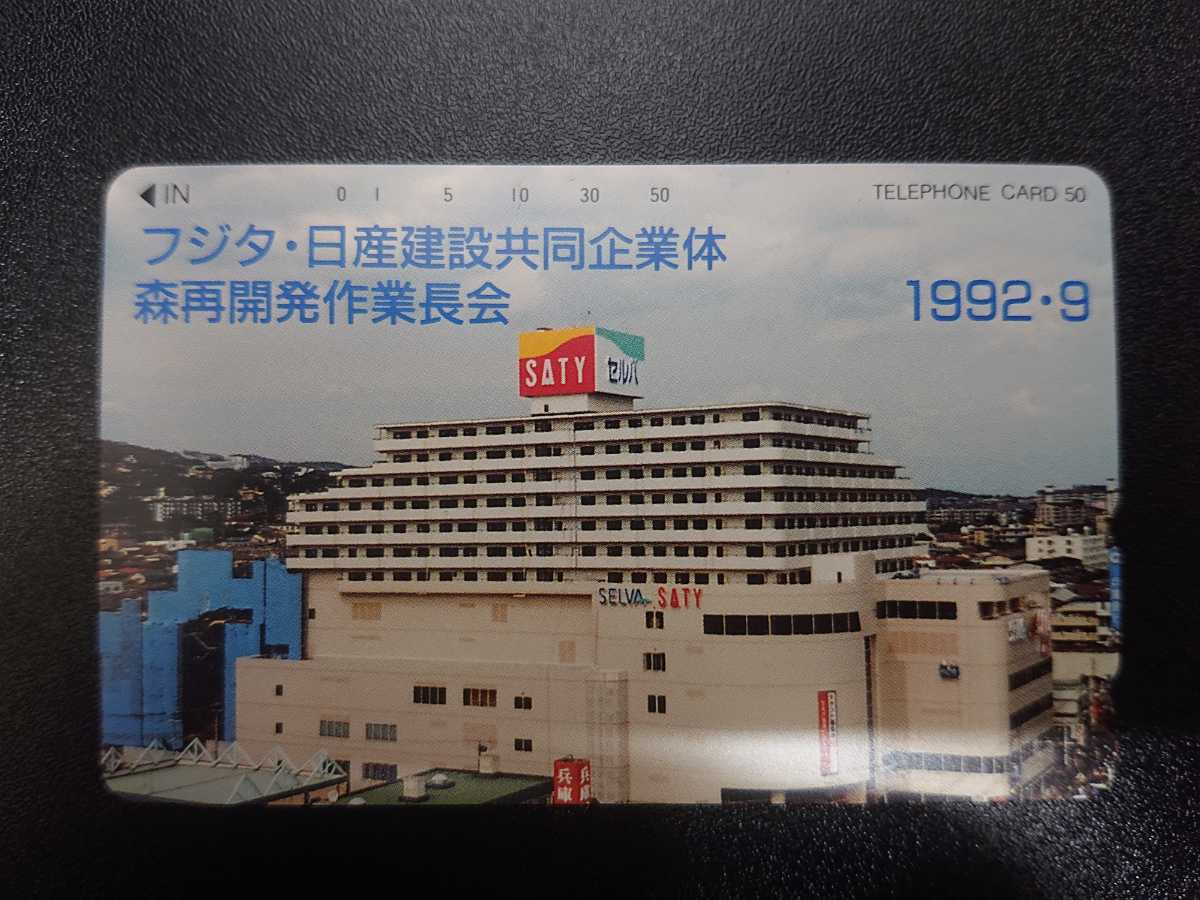 ◀IN 0 1 5 10 30 50 TELEPHONE CARD 50
フジタ・日産建設共同企業体
森再開発作業長会 1992・9
SATY セルバ
SELVA SATY
兵庫 兵庫